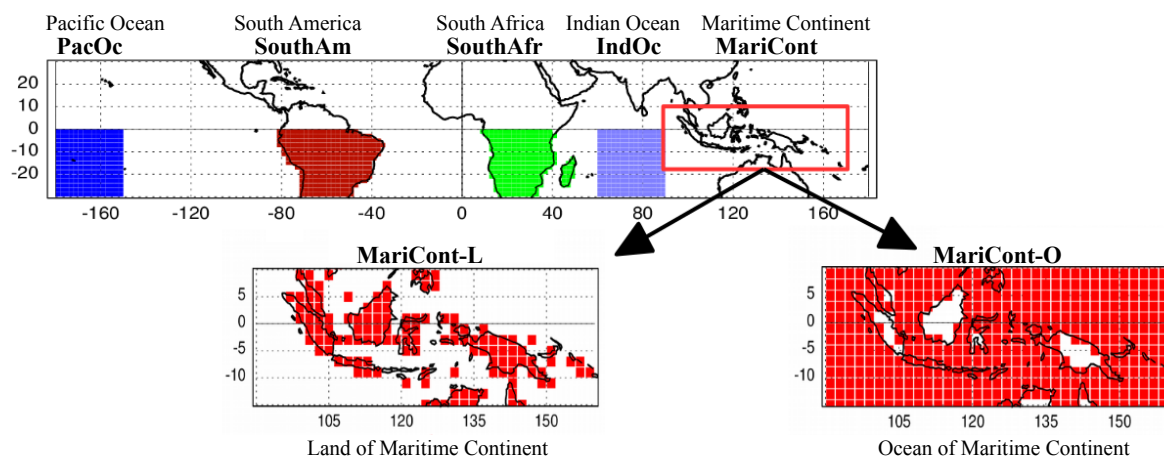 Pacific Ocean South America South Africa Indian Ocean Maritime Continent
PacOc SouthAm SouthAfr IndOc MariCont
20
10
0
-10
-20
-160 -120 -80 -40 0 40 80 120 160
MariCont-L MariCont-O
5 5
0 0
-5 -5
-10 -10
105 120 135 150 105 120 135 150
Land of Maritime Continent Ocean of Maritime Continent